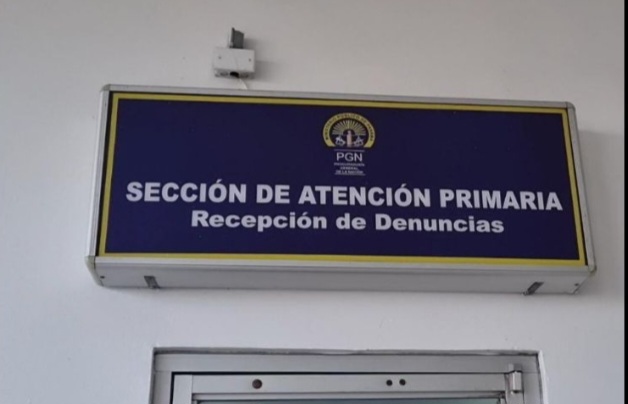 PGN
SECCIÓN DE ATENCIÓN PRIMARIA
Recepción de Denuncias